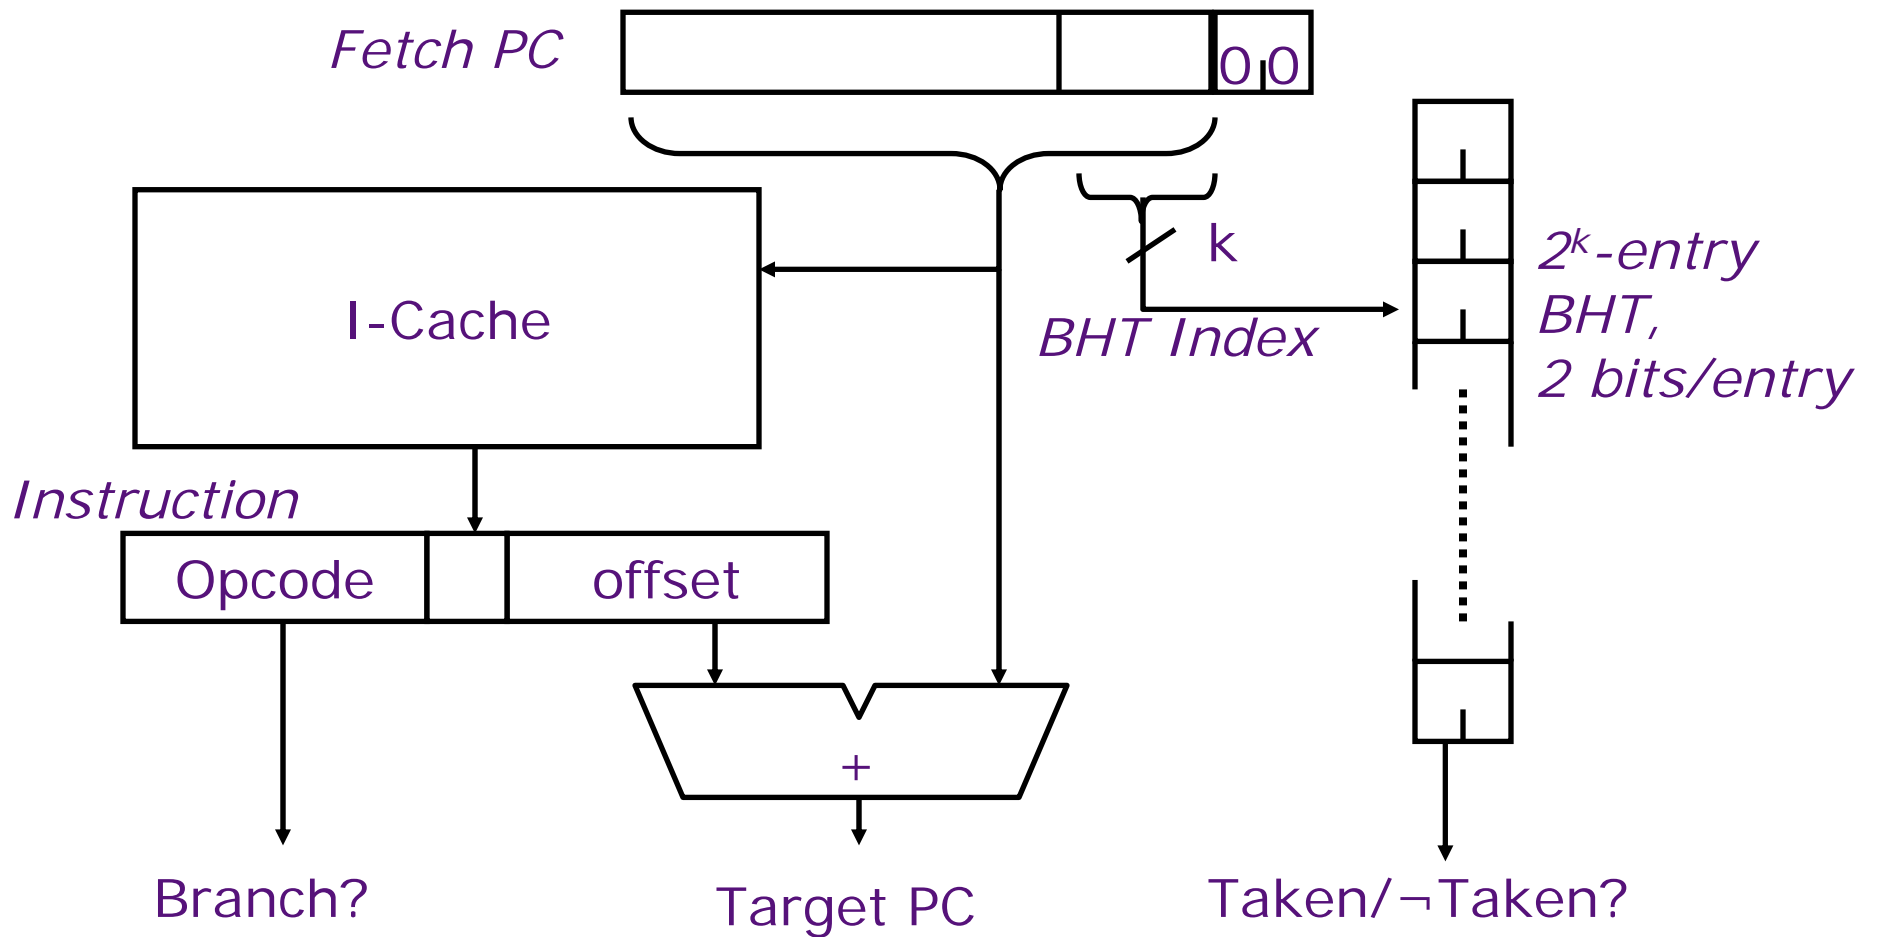 Fetch PC
0 0
k
2ᵏ-entry
BHT,
2 bits/entry
I-Cache
BHT Index
Instruction
Opcode
offset
+
Branch?
Target PC
Taken/¬Taken?